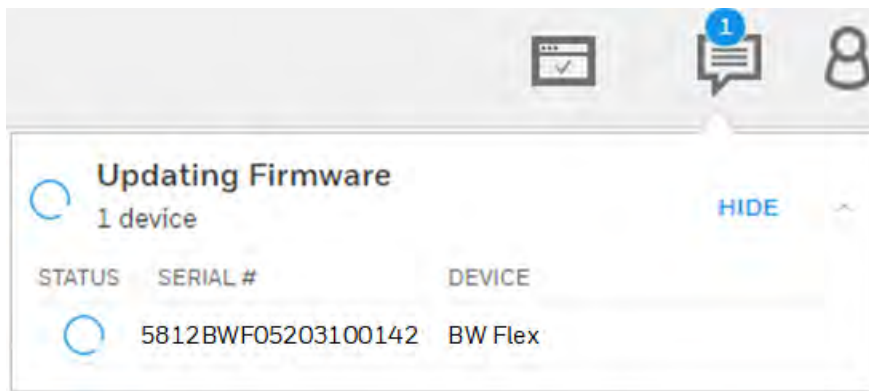 1
Updating Firmware
1 device
HIDE
STATUS SERIAL # DEVICE
5812BWF05203100142 BW Flex